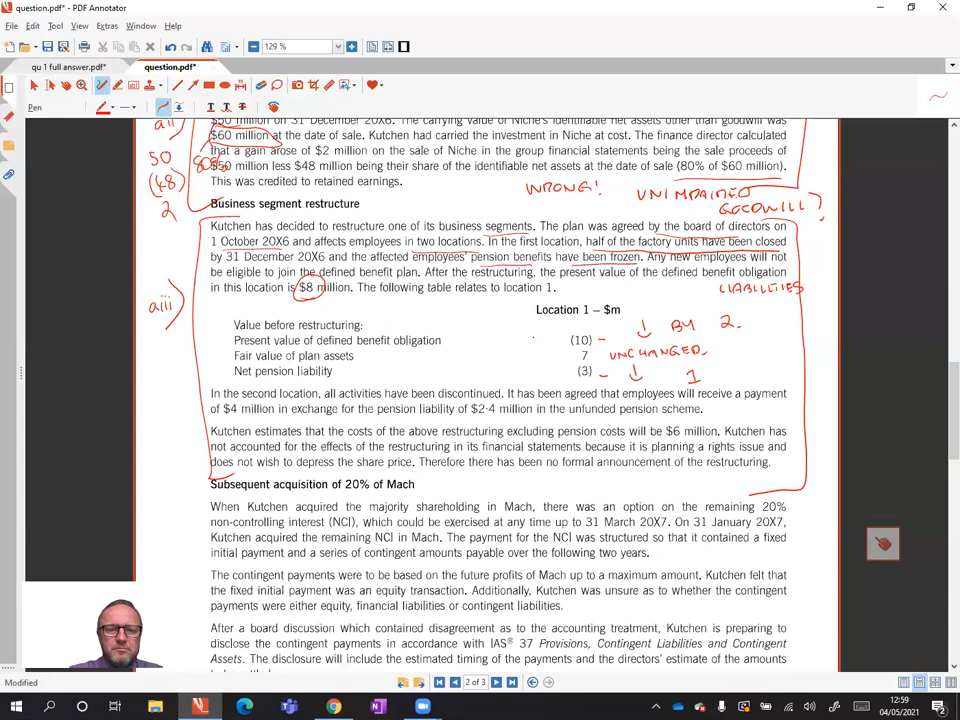 question.pdf* - PDF Annotator
File Edit Tool View Extras Window Help
129 %
qu 1 full answer.pdf* question.pdf*
Pen
$50 million on 31 December 20X6. The carrying value of Niche's identifiable net assets other than goodwill was
$60 million at the date of sale. Kutchen had carried the investment in Niche at cost. The finance director calculated
that a gain arose of $2 million on the sale of Niche in the group financial statements being the sale proceeds of
$50 million less $48 million being their share of the identifiable net assets at the date of sale (80% of $60 million).
This was credited to retained earnings.
aii)
50
80%
(48)
2
WRONG!
UNIMPAIRED
GOODWILL ?
Business segment restructure
Kutchen has decided to restructure one of its business segments. The plan was agreed by the board of directors on
1 October 20X6 and affects employees in two locations. In the first location, half of the factory units have been closed
by 31 December 20X6 and the affected employees' pension benefits have been frozen. Any new employees will not
be eligible to join the defined benefit plan. After the restructuring, the present value of the defined benefit obligation
in this location is $8 million. The following table relates to location 1.
LIABILITIES
aiii)
Location 1 – $m
Value before restructuring:
Present value of defined benefit obligation (10) – ↓ BY 2.
Fair value of plan assets 7 UNCHANGED.
Net pension liability (3) – ↓ 1
In the second location, all activities have been discontinued. It has been agreed that employees will receive a payment
of $4 million in exchange for the pension liability of $2·4 million in the unfunded pension scheme.
Kutchen estimates that the costs of the above restructuring excluding pension costs will be $6 million. Kutchen has
not accounted for the effects of the restructuring in its financial statements because it is planning a rights issue and
does not wish to depress the share price. Therefore there has been no formal announcement of the restructuring.
Subsequent acquisition of 20% of Mach
When Kutchen acquired the majority shareholding in Mach, there was an option on the remaining 20%
non-controlling interest (NCI), which could be exercised at any time up to 31 March 20X7. On 31 January 20X7,
Kutchen acquired the remaining NCI in Mach. The payment for the NCI was structured so that it contained a fixed
initial payment and a series of contingent amounts payable over the following two years.
The contingent payments were to be based on the future profits of Mach up to a maximum amount. Kutchen felt that
the fixed initial payment was an equity transaction. Additionally, Kutchen was unsure as to whether the contingent
payments were either equity, financial liabilities or contingent liabilities.
After a board discussion which contained disagreement as to the accounting treatment, Kutchen is preparing to
disclose the contingent payments in accordance with IAS® 37 Provisions, Contingent Liabilities and Contingent
Assets. The disclosure will include the estimated timing of the payments and the directors' estimate of the amounts
Modified
2 of 3
12:59
04/05/2021